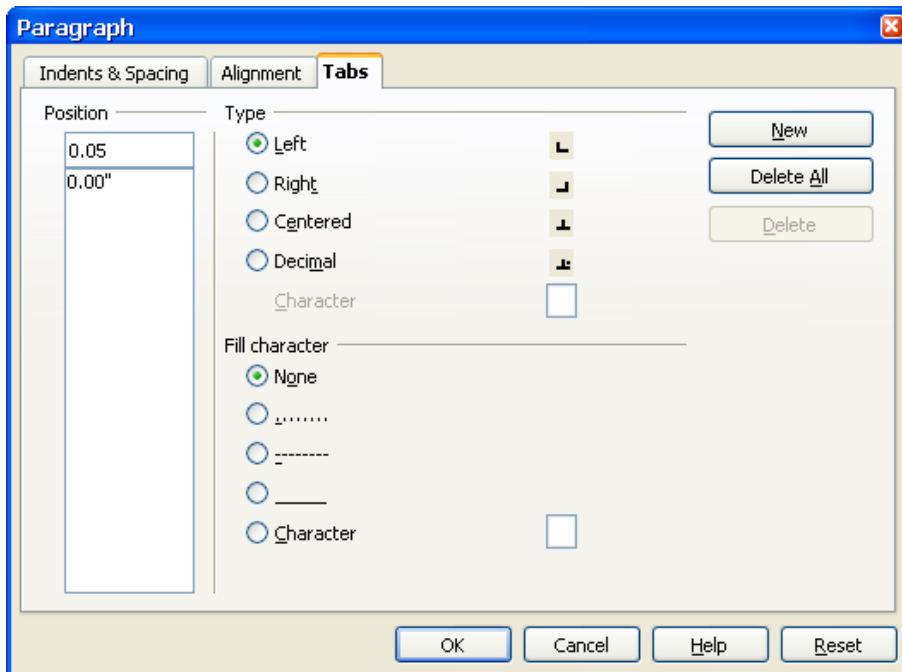 Paragraph
Indents & Spacing Alignment Tabs
Position
0.05
0.00"
Type
Left
Right
Centered
Decimal
Character
Fill character
None
........
--------
______
Character
New
Delete All
Delete
OK Cancel Help Reset